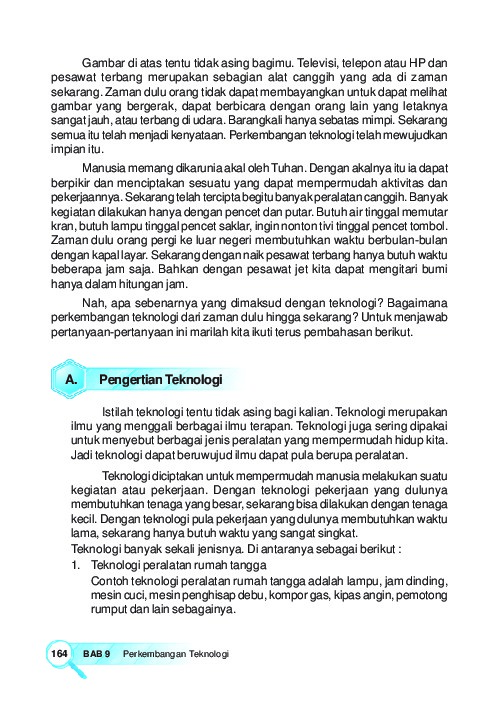 Gambar di atas tentu tidak asing bagimu. Televisi, telepon atau HP dan
pesawat terbang merupakan sebagian alat canggih yang ada di zaman
sekarang. Zaman dulu orang tidak dapat membayangkan untuk dapat melihat
gambar yang bergerak, dapat berbicara dengan orang lain yang letaknya
sangat jauh, atau terbang di udara. Barangkali hanya sebatas mimpi. Sekarang
semua itu telah menjadi kenyataan. Perkembangan teknologi telah mewujudkan
impian itu.
Manusia memang dikarunia akal oleh Tuhan. Dengan akalnya itu ia dapat
berpikir dan menciptakan sesuatu yang dapat mempermudah aktivitas dan
pekerjaannya. Sekarang telah tercipta begitu banyak peralatan canggih. Banyak
kegiatan dilakukan hanya dengan pencet dan putar. Butuh air tinggal memutar
kran, butuh lampu tinggal pencet saklar, ingin nonton tivi tinggal pencet tombol.
Zaman dulu orang pergi ke luar negeri membutuhkan waktu berbulan-bulan
dengan kapal layar. Sekarang dengan naik pesawat terbang hanya butuh waktu
beberapa jam saja. Bahkan dengan pesawat jet kita dapat mengitari bumi
hanya dalam hitungan jam.
Nah, apa sebenarnya yang dimaksud dengan teknologi? Bagaimana
perkembangan teknologi dari zaman dulu hingga sekarang? Untuk menjawab
pertanyaan-pertanyaan ini marilah kita ikuti terus pembahasan berikut.
A. Pengertian Teknologi
Istilah teknologi tentu tidak asing bagi kalian. Teknologi merupakan
ilmu yang menggali berbagai ilmu terapan. Teknologi juga sering dipakai
untuk menyebut berbagai jenis peralatan yang mempermudah hidup kita.
Jadi teknologi dapat beruwujud ilmu dapat pula berupa peralatan.
Teknologi diciptakan untuk mempermudah manusia melakukan suatu
kegiatan atau pekerjaan. Dengan teknologi pekerjaan yang dulunya
membutuhkan tenaga yang besar, sekarang bisa dilakukan dengan tenaga
kecil. Dengan teknologi pula pekerjaan yang dulunya membutuhkan waktu
lama, sekarang hanya butuh waktu yang sangat singkat.
Teknologi banyak sekali jenisnya. Di antaranya sebagai berikut :
1. Teknologi peralatan rumah tangga
Contoh teknologi peralatan rumah tangga adalah lampu, jam dinding,
mesin cuci, mesin penghisap debu, kompor gas, kipas angin, pemotong
rumput dan lain sebagainya.
164 BAB 9 Perkembangan Teknologi